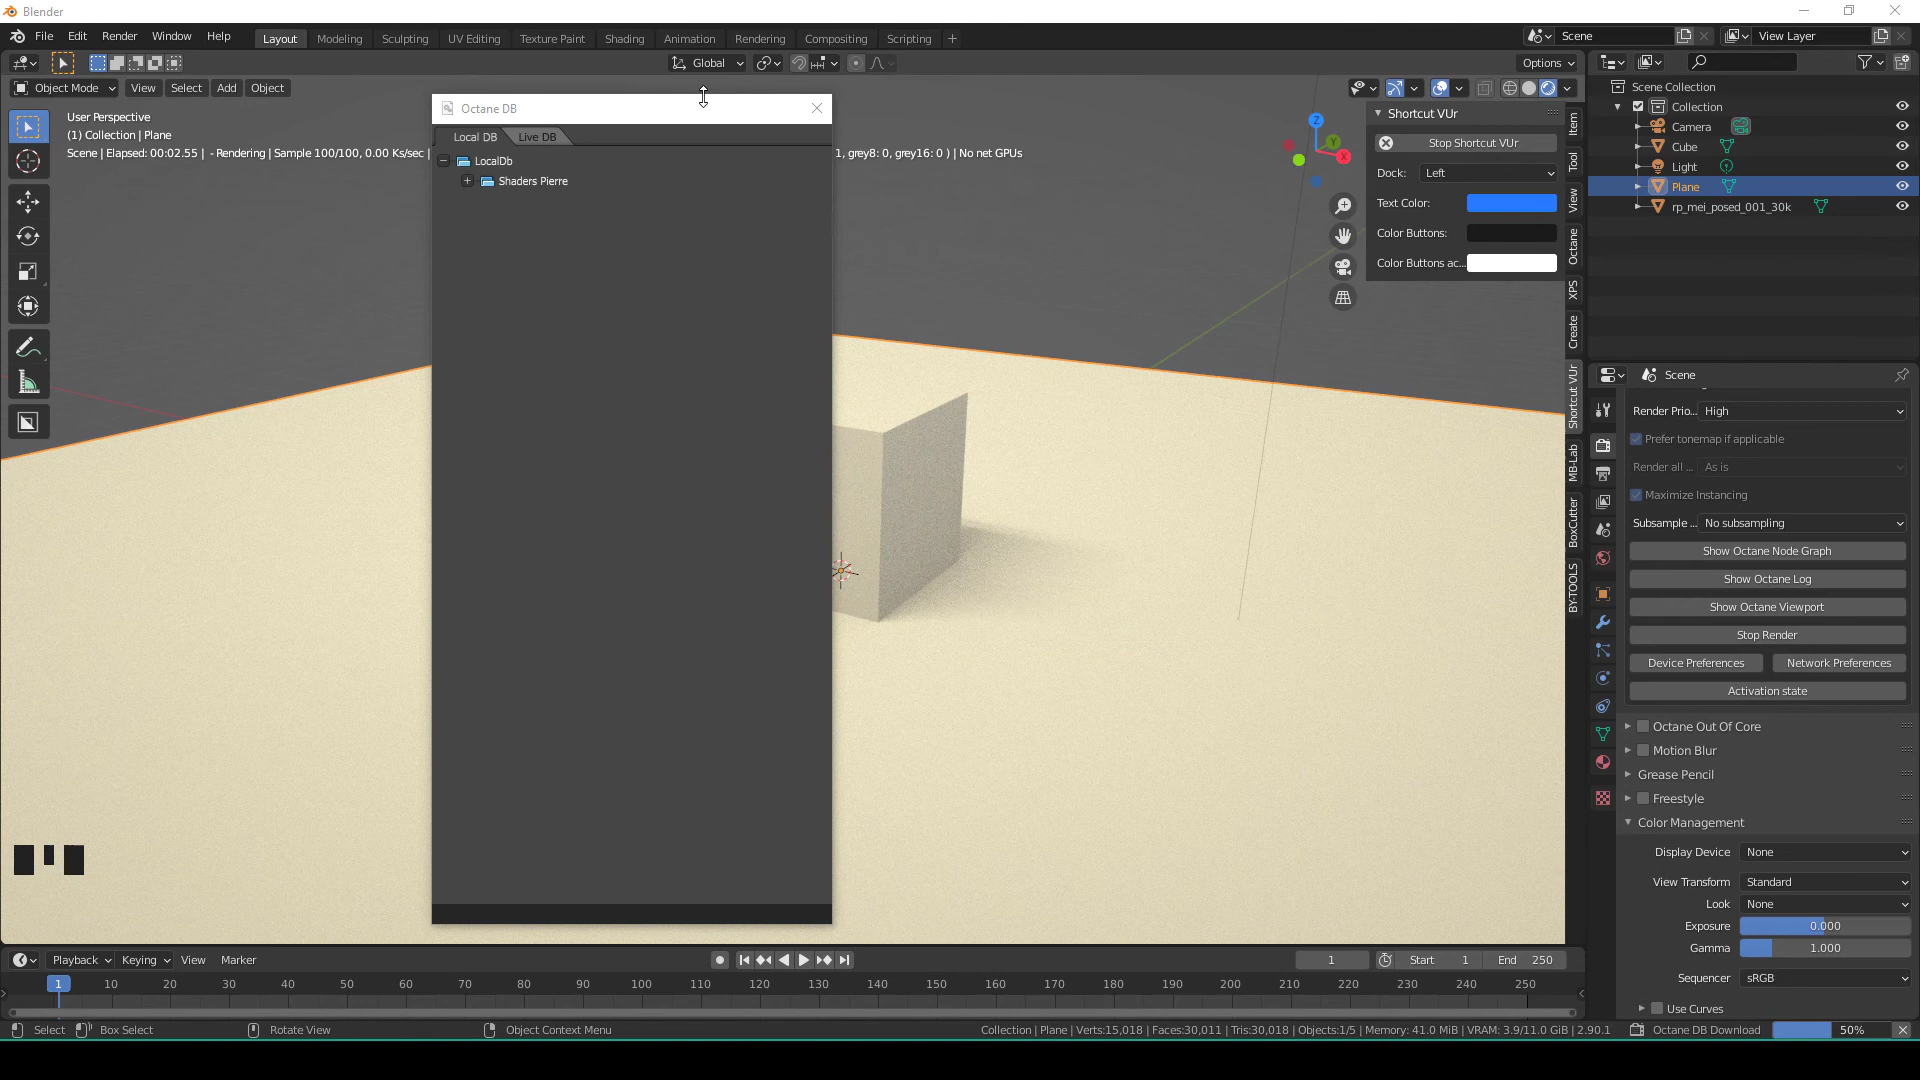 Blender
File Edit Render Window Help
Layout Modeling Sculpting UV Editing Texture Paint Shading Animation Rendering Compositing Scripting +
Scene
View Layer
Global
Options
Object Mode View Select Add Object
User Perspective
(1) Collection | Plane
Scene | Elapsed: 00:02.55 | - Rendering | Sample 100/100, 0.00 Ks/sec |
1, grey8: 0, grey16: 0 ) | No net GPUs
Octane DB
Local DB Live DB
LocalDb
Shaders Pierre
Z
Y
X
Shortcut VUr
Stop Shortcut VUr
Dock: Left
Text Color:
Color Buttons:
Color Buttons ac...
Item
Tool
View
Octane
XPS
Create
Shortcut VUr
MB-Lab
BoxCutter
BY-TOOLS
Scene Collection
Collection
Camera
Cube
Light
Plane
rp_mei_posed_001_30k
Scene
Render Prio... High
Prefer tonemap if applicable
Render all ... As is
Maximize Instancing
Subsample ... No subsampling
Show Octane Node Graph
Show Octane Log
Show Octane Viewport
Stop Render
Device Preferences Network Preferences
Activation state
Octane Out Of Core
Motion Blur
Grease Pencil
Freestyle
Color Management
Display Device None
View Transform Standard
Look None
Exposure 0.000
Gamma 1.000
Sequencer sRGB
Use Curves
Playback Keying View Marker
1 Start 1 End 250
1 10 20 30 40 50 60 70 80 90 100 110 120 130 140 150 160 170 180 190 200 210 220 230 240 250
Select Box Select Rotate View Object Context Menu
Collection | Plane | Verts:15,018 | Faces:30,011 | Tris:30,018 | Objects:1/5 | Memory: 41.0 MiB | VRAM: 3.9/11.0 GiB | 2.90.1
Octane DB Download 50%